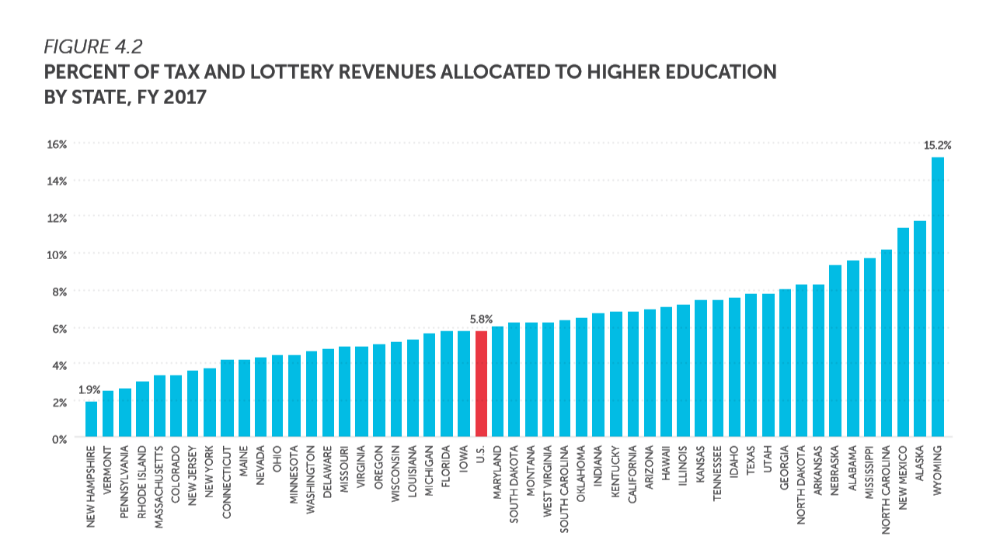 FIGURE 4.2
PERCENT OF TAX AND LOTTERY REVENUES ALLOCATED TO HIGHER EDUCATION
BY STATE, FY 2017
16%
14%
12%
10%
8%
6%
4%
2%
0%
1.9%
5.8%
15.2%
NEW HAMPSHIRE
VERMONT
PENNSYLVANIA
RHODE ISLAND
MASSACHUSETTS
COLORADO
NEW JERSEY
NEW YORK
CONNECTICUT
MAINE
NEVADA
OHIO
MINNESOTA
WASHINGTON
DELAWARE
MISSOURI
VIRGINIA
OREGON
WISCONSIN
LOUISIANA
MICHIGAN
FLORIDA
IOWA
U.S.
MARYLAND
SOUTH DAKOTA
MONTANA
WEST VIRGINIA
SOUTH CAROLINA
OKLAHOMA
INDIANA
KENTUCKY
CALIFORNIA
ARIZONA
HAWAII
ILLINOIS
KANSAS
TENNESSEE
IDAHO
TEXAS
UTAH
GEORGIA
NORTH DAKOTA
ARKANSAS
NEBRASKA
ALABAMA
MISSISSIPPI
NORTH CAROLINA
NEW MEXICO
ALASKA
WYOMING